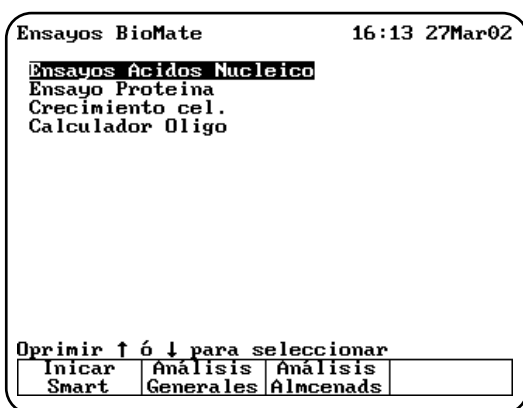 Ensayos BioMate 16:13 27Mar02
Ensayos Acidos Nucleico
Ensayo Proteina
Crecimiento cel.
Calculador Oligo
Oprimir ↑ ó ↓ para seleccionar
Inicar Análisis Análisis
Smart Generales Almcenads